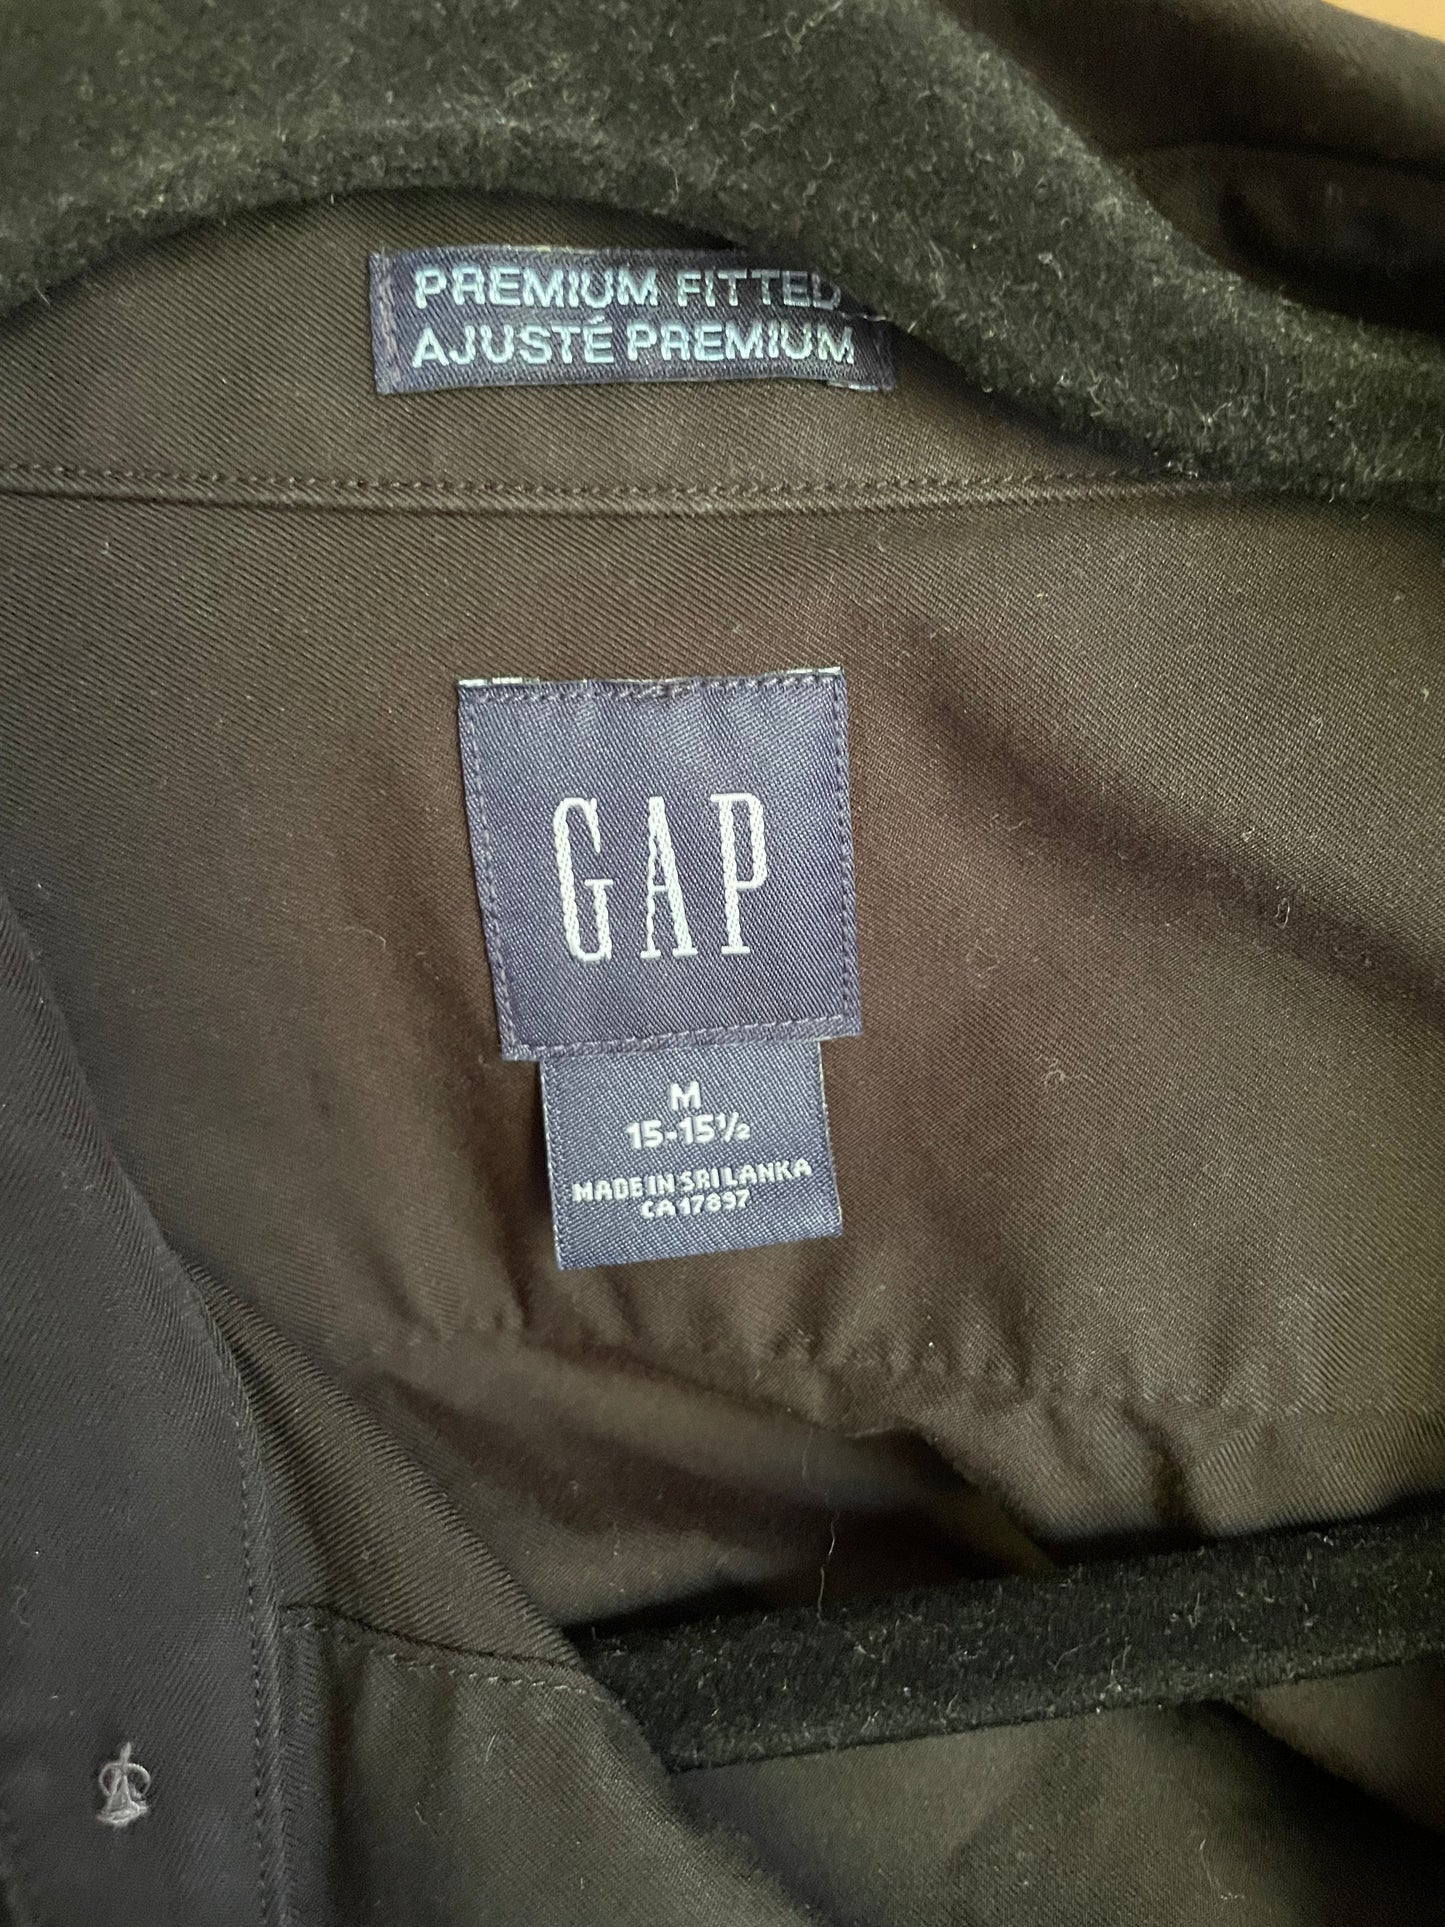 PREMIUM FITTED
AJUSTÉ PREMIUM
GAP
M
15-15½
MADE IN SRI LANKA
CA 17897